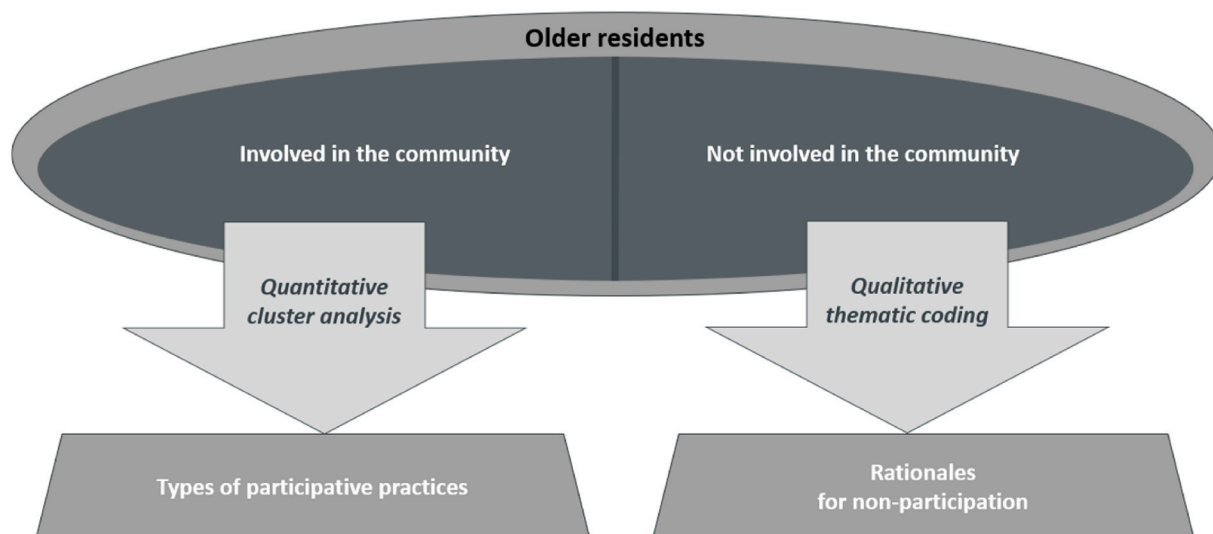 Older residents
Involved in the community
Not involved in the community
Quantitative
cluster analysis
Qualitative
thematic coding
Types of participative practices
Rationales
for non-participation